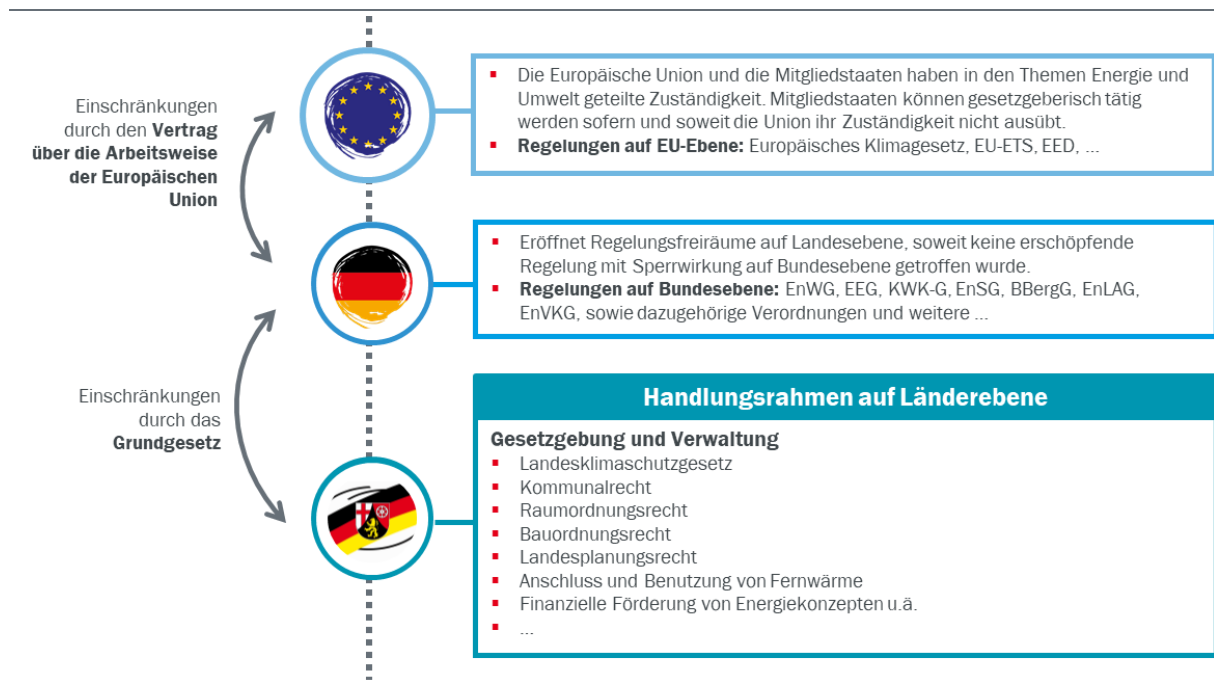 Einschränkungen
durch den Vertrag
über die Arbeitsweise
der Europäischen
Union
▪ Die Europäische Union und die Mitgliedstaaten haben in den Themen Energie und
Umwelt geteilte Zuständigkeit. Mitgliedstaaten können gesetzgeberisch tätig
werden sofern und soweit die Union ihr Zuständigkeit nicht ausübt.
▪ Regelungen auf EU-Ebene: Europäisches Klimagesetz, EU-ETS, EED, ...
▪ Eröffnet Regelungsfreiräume auf Landesebene, soweit keine erschöpfende
Regelung mit Sperrwirkung auf Bundesebene getroffen wurde.
▪ Regelungen auf Bundesebene: EnWG, EEG, KWK-G, EnSG, BBergG, EnLAG,
EnVKG, sowie dazugehörige Verordnungen und weitere ...
Einschränkungen
durch das
Grundgesetz
Handlungsrahmen auf Länderebene
Gesetzgebung und Verwaltung
▪ Landesklimaschutzgesetz
▪ Kommunalrecht
▪ Raumordnungsrecht
▪ Bauordnungsrecht
▪ Landesplanungsrecht
▪ Anschluss und Benutzung von Fernwärme
▪ Finanzielle Förderung von Energiekonzepten u.ä.
▪ ...